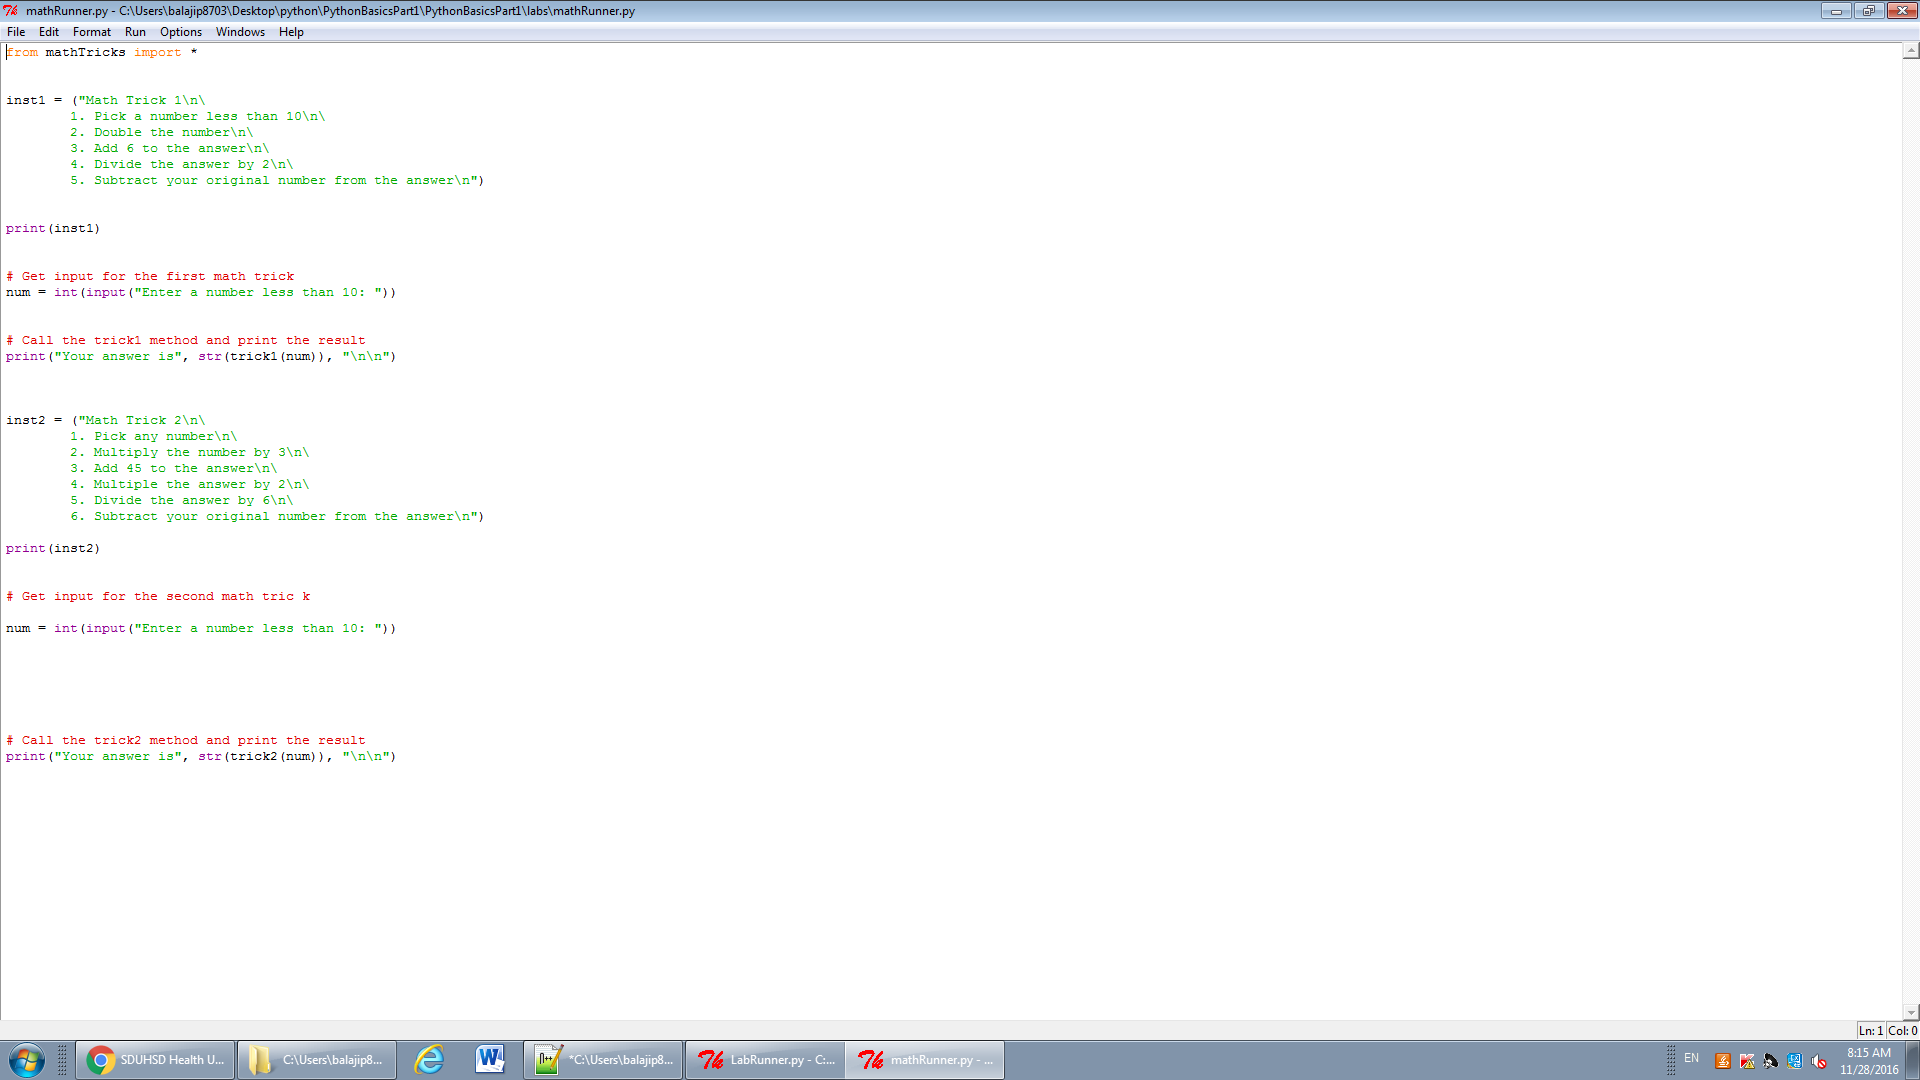 mathRunner.py - C:\Users\balajip8703\Desktop\python\PythonBasicsPart1\PythonBasicsPart1\labs\mathRunner.py
File Edit Format Run Options Windows Help
from mathTricks import *
inst1 = ("Math Trick 1\n\
1. Pick a number less than 10\n\
2. Double the number\n\
3. Add 6 to the answer\n\
4. Divide the answer by 2\n\
5. Subtract your original number from the answer\n")
print(inst1)
# Get input for the first math trick
num = int(input("Enter a number less than 10: "))
# Call the trick1 method and print the result
print("Your answer is", str(trick1(num)), "\n\n")
inst2 = ("Math Trick 2\n\
1. Pick any number\n\
2. Multiply the number by 3\n\
3. Add 45 to the answer\n\
4. Multiple the answer by 2\n\
5. Divide the answer by 6\n\
6. Subtract your original number from the answer\n")
print(inst2)
# Get input for the second math tric k
num = int(input("Enter a number less than 10: "))
# Call the trick2 method and print the result
print("Your answer is", str(trick2(num)), "\n\n")
Ln: 1 Col: 0
SDUHSD Health U... C:\Users\balajip8... *C:\Users\balajip8... LabRunner.py - C:... mathRunner.py - ... EN 8:15 AM
11/28/2016